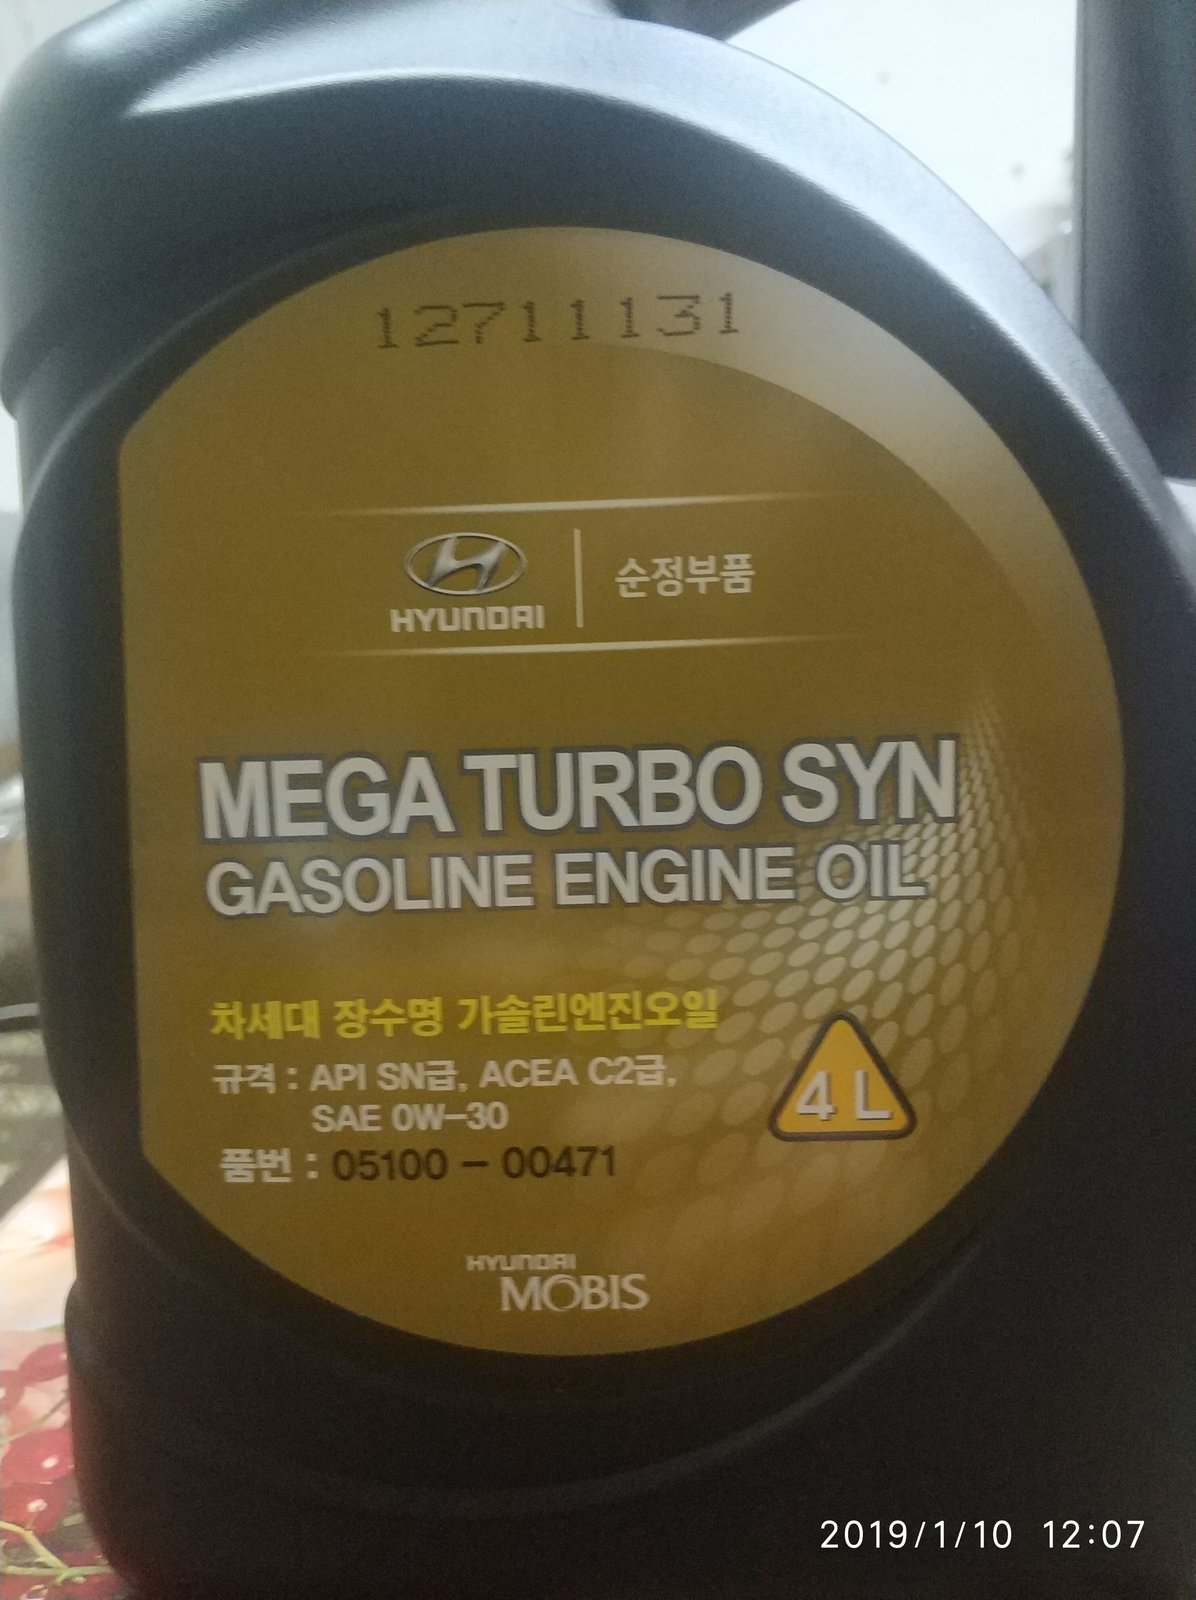 12711131
HYUNDAI
순정부품
MEGA TURBO SYN
GASOLINE ENGINE OIL
차세대 장수명 가솔린엔진오일
규격 : API SN급, ACEA C2급,
SAE 0W-30
4 L
품번 : 05100 - 00471
HYUNDAI
MOBIS
2019/1/10 12:07